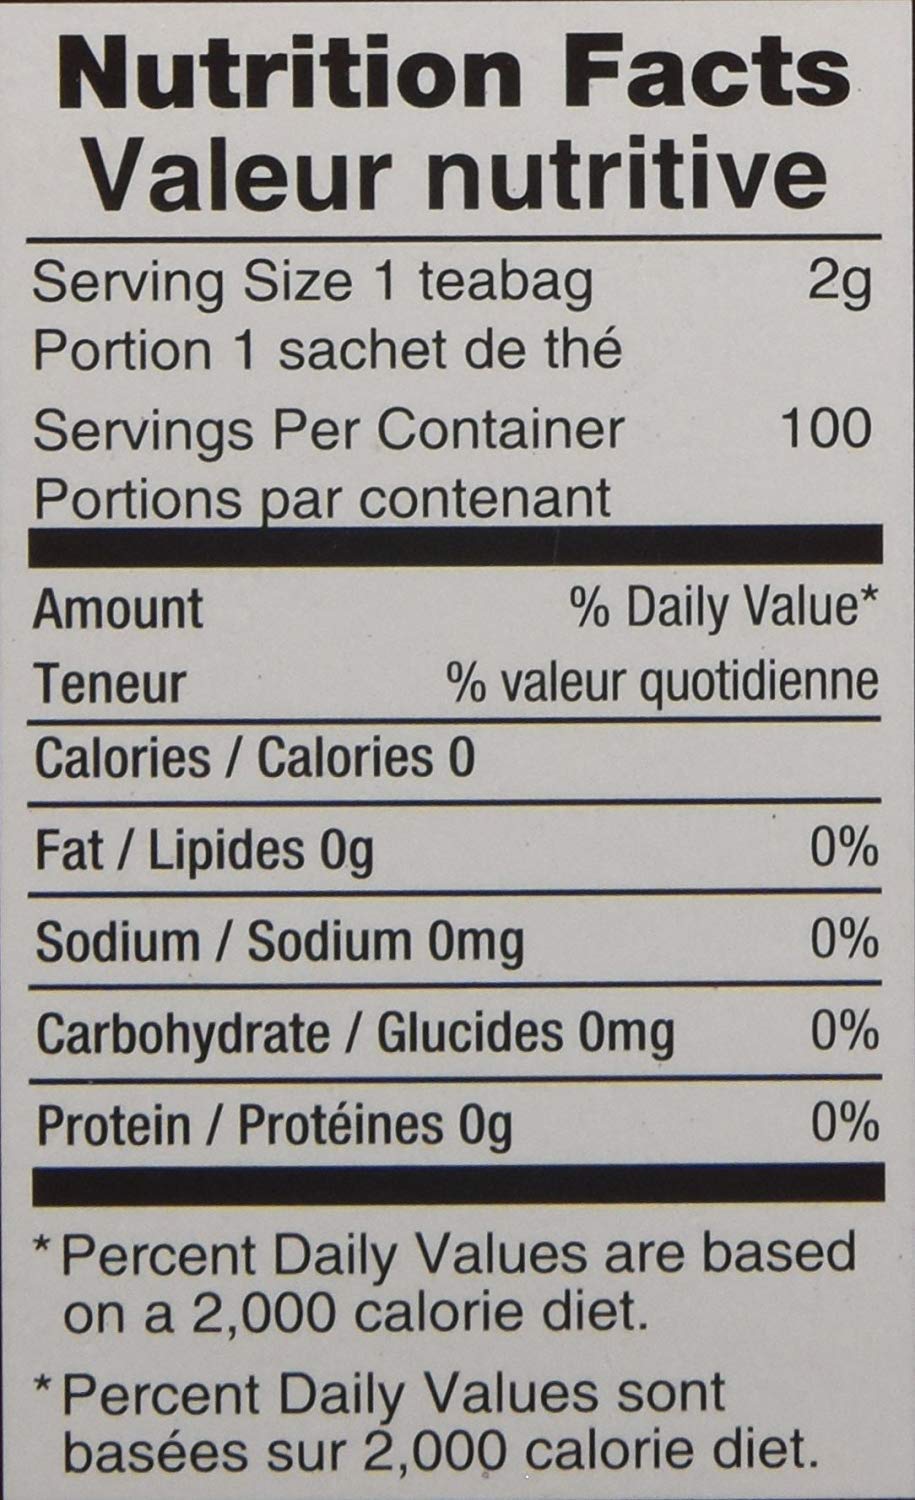 Nutrition Facts
Valeur nutritive
Serving Size 1 teabag 2g
Portion 1 sachet de thé
Servings Per Container 100
Portions par contenant
Amount % Daily Value*
Teneur % valeur quotidienne
Calories / Calories 0
Fat / Lipides 0g 0%
Sodium / Sodium 0mg 0%
Carbohydrate / Glucides 0mg 0%
Protein / Protéines 0g 0%
*Percent Daily Values are based
on a 2,000 calorie diet.
*Percent Daily Values sont
basées sur 2,000 calorie diet.